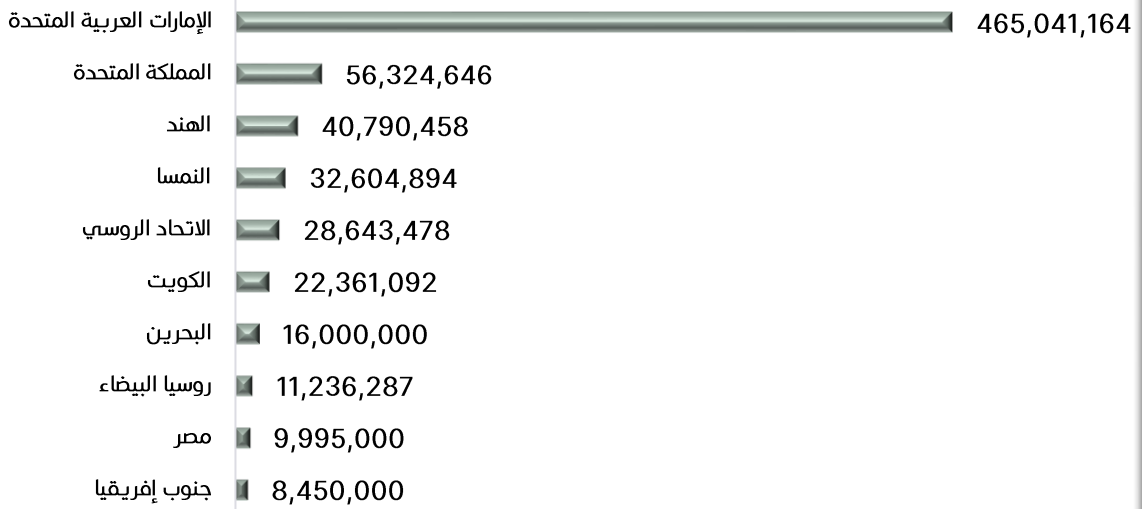 الإمارات العربية المتحدة 465,041,164
المملكة المتحدة 56,324,646
الهند 40,790,458
النمسا 32,604,894
الاتحاد الروسي 28,643,478
الكويت 22,361,092
البحرين 16,000,000
روسيا البيضاء 11,236,287
مصر 9,995,000
جنوب إفريقيا 8,450,000